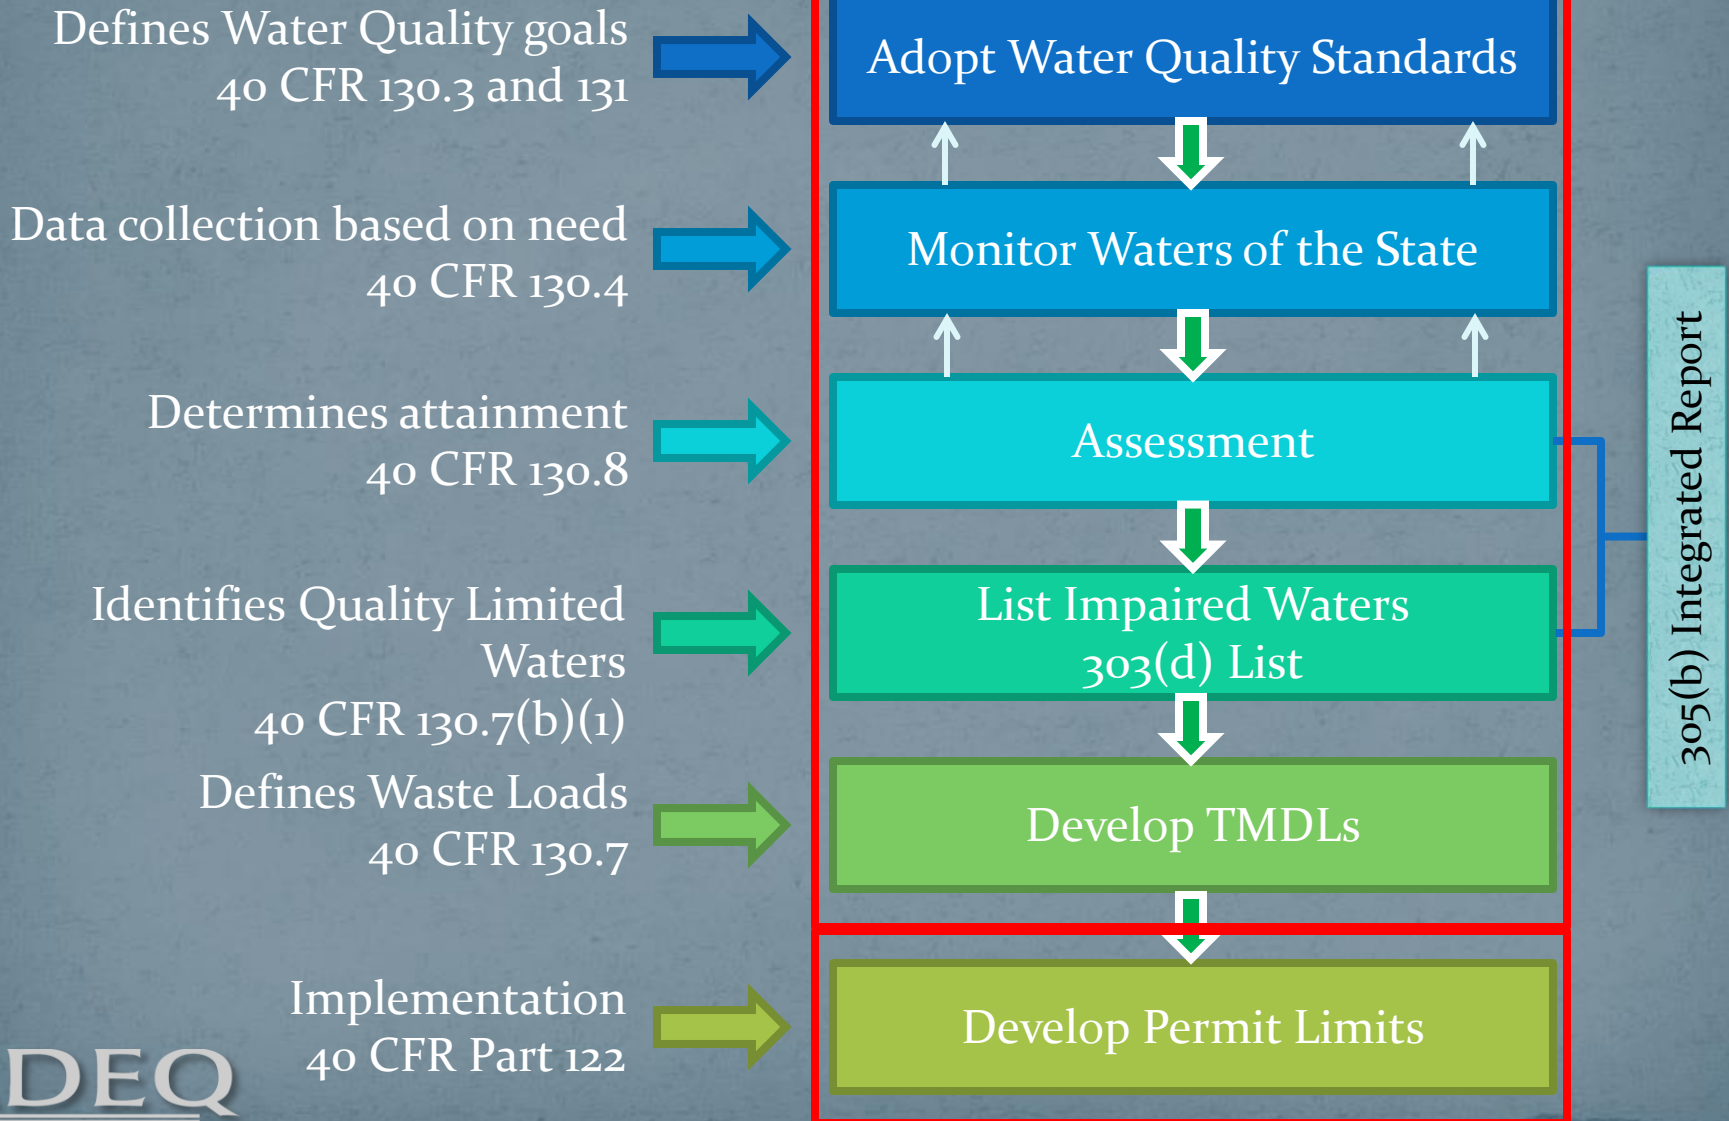 Defines Water Quality goals
40 CFR 130.3 and 131
Adopt Water Quality Standards
Data collection based on need
40 CFR 130.4
Monitor Waters of the State
Determines attainment
40 CFR 130.8
Assessment
Identifies Quality Limited
Waters
40 CFR 130.7(b)(1)
List Impaired Waters
303(d) List
305(b) Integrated Report
Defines Waste Loads
40 CFR 130.7
Develop TMDLs
Implementation
40 CFR Part 122
Develop Permit Limits
DEQ